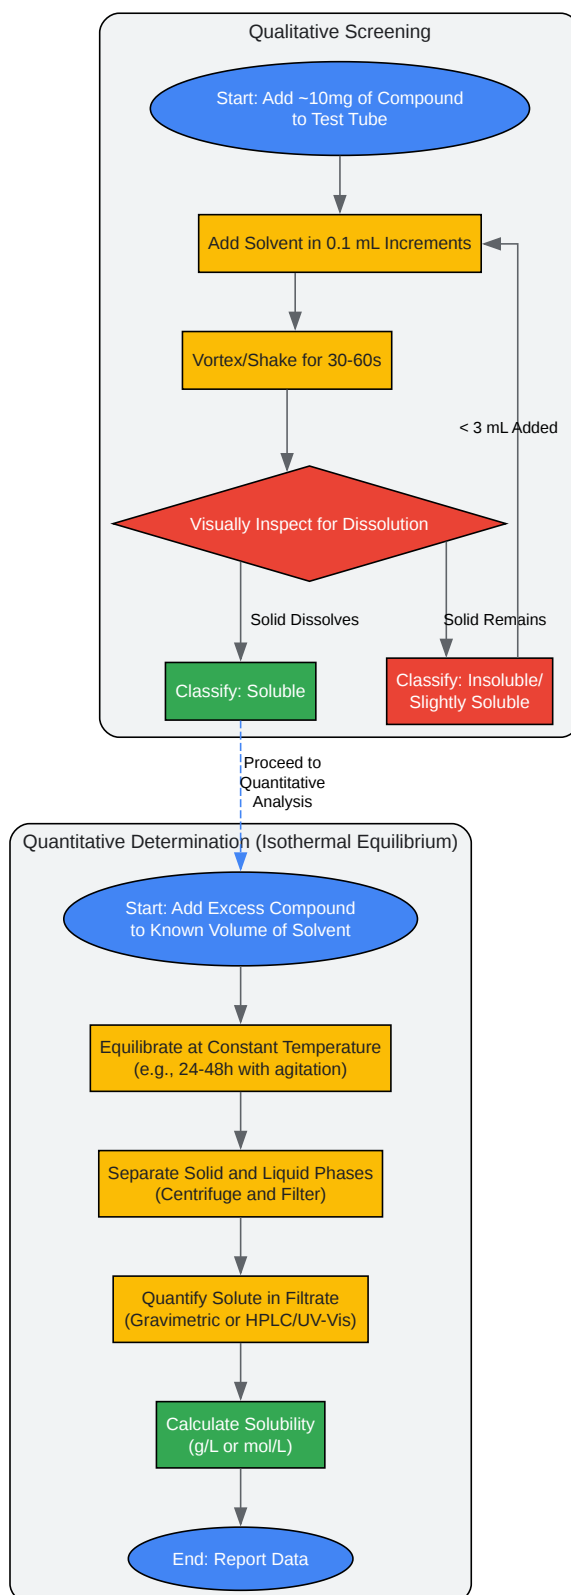 Qualitative Screening
Start: Add ~10mg of Compound
to Test Tube
Add Solvent in 0.1 mL Increments
Vortex/Shake for 30-60s
< 3 mL Added
Visually Inspect for Dissolution
Solid Dissolves
Solid Remains
Classify: Soluble
Classify: Insoluble/
Slightly Soluble
Proceed to
Quantitative
Analysis
Quantitative Determination (Isothermal Equilibrium)
Start: Add Excess Compound
to Known Volume of Solvent
Equilibrate at Constant Temperature
(e.g., 24-48h with agitation)
Separate Solid and Liquid Phases
(Centrifuge and Filter)
Quantify Solute in Filtrate
(Gravimetric or HPLC/UV-Vis)
Calculate Solubility
(g/L or mol/L)
End: Report Data